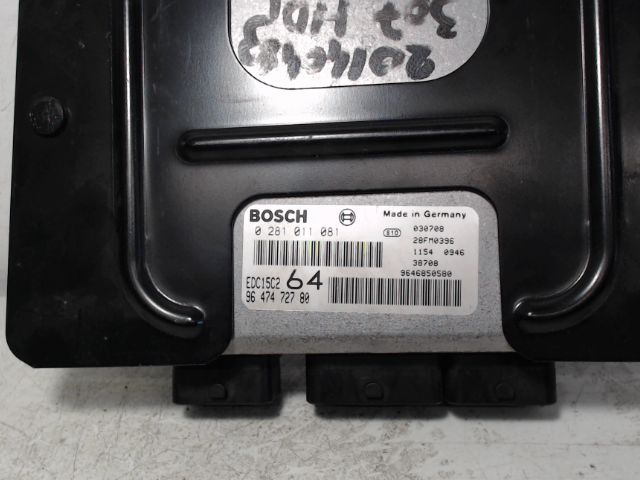 307 HDI
BOSCH Made in Germany
0 281 011 081 610 030708
28FM0396
1154 0946
38708
EDC15C2 64 9646850580
96 474 727 80